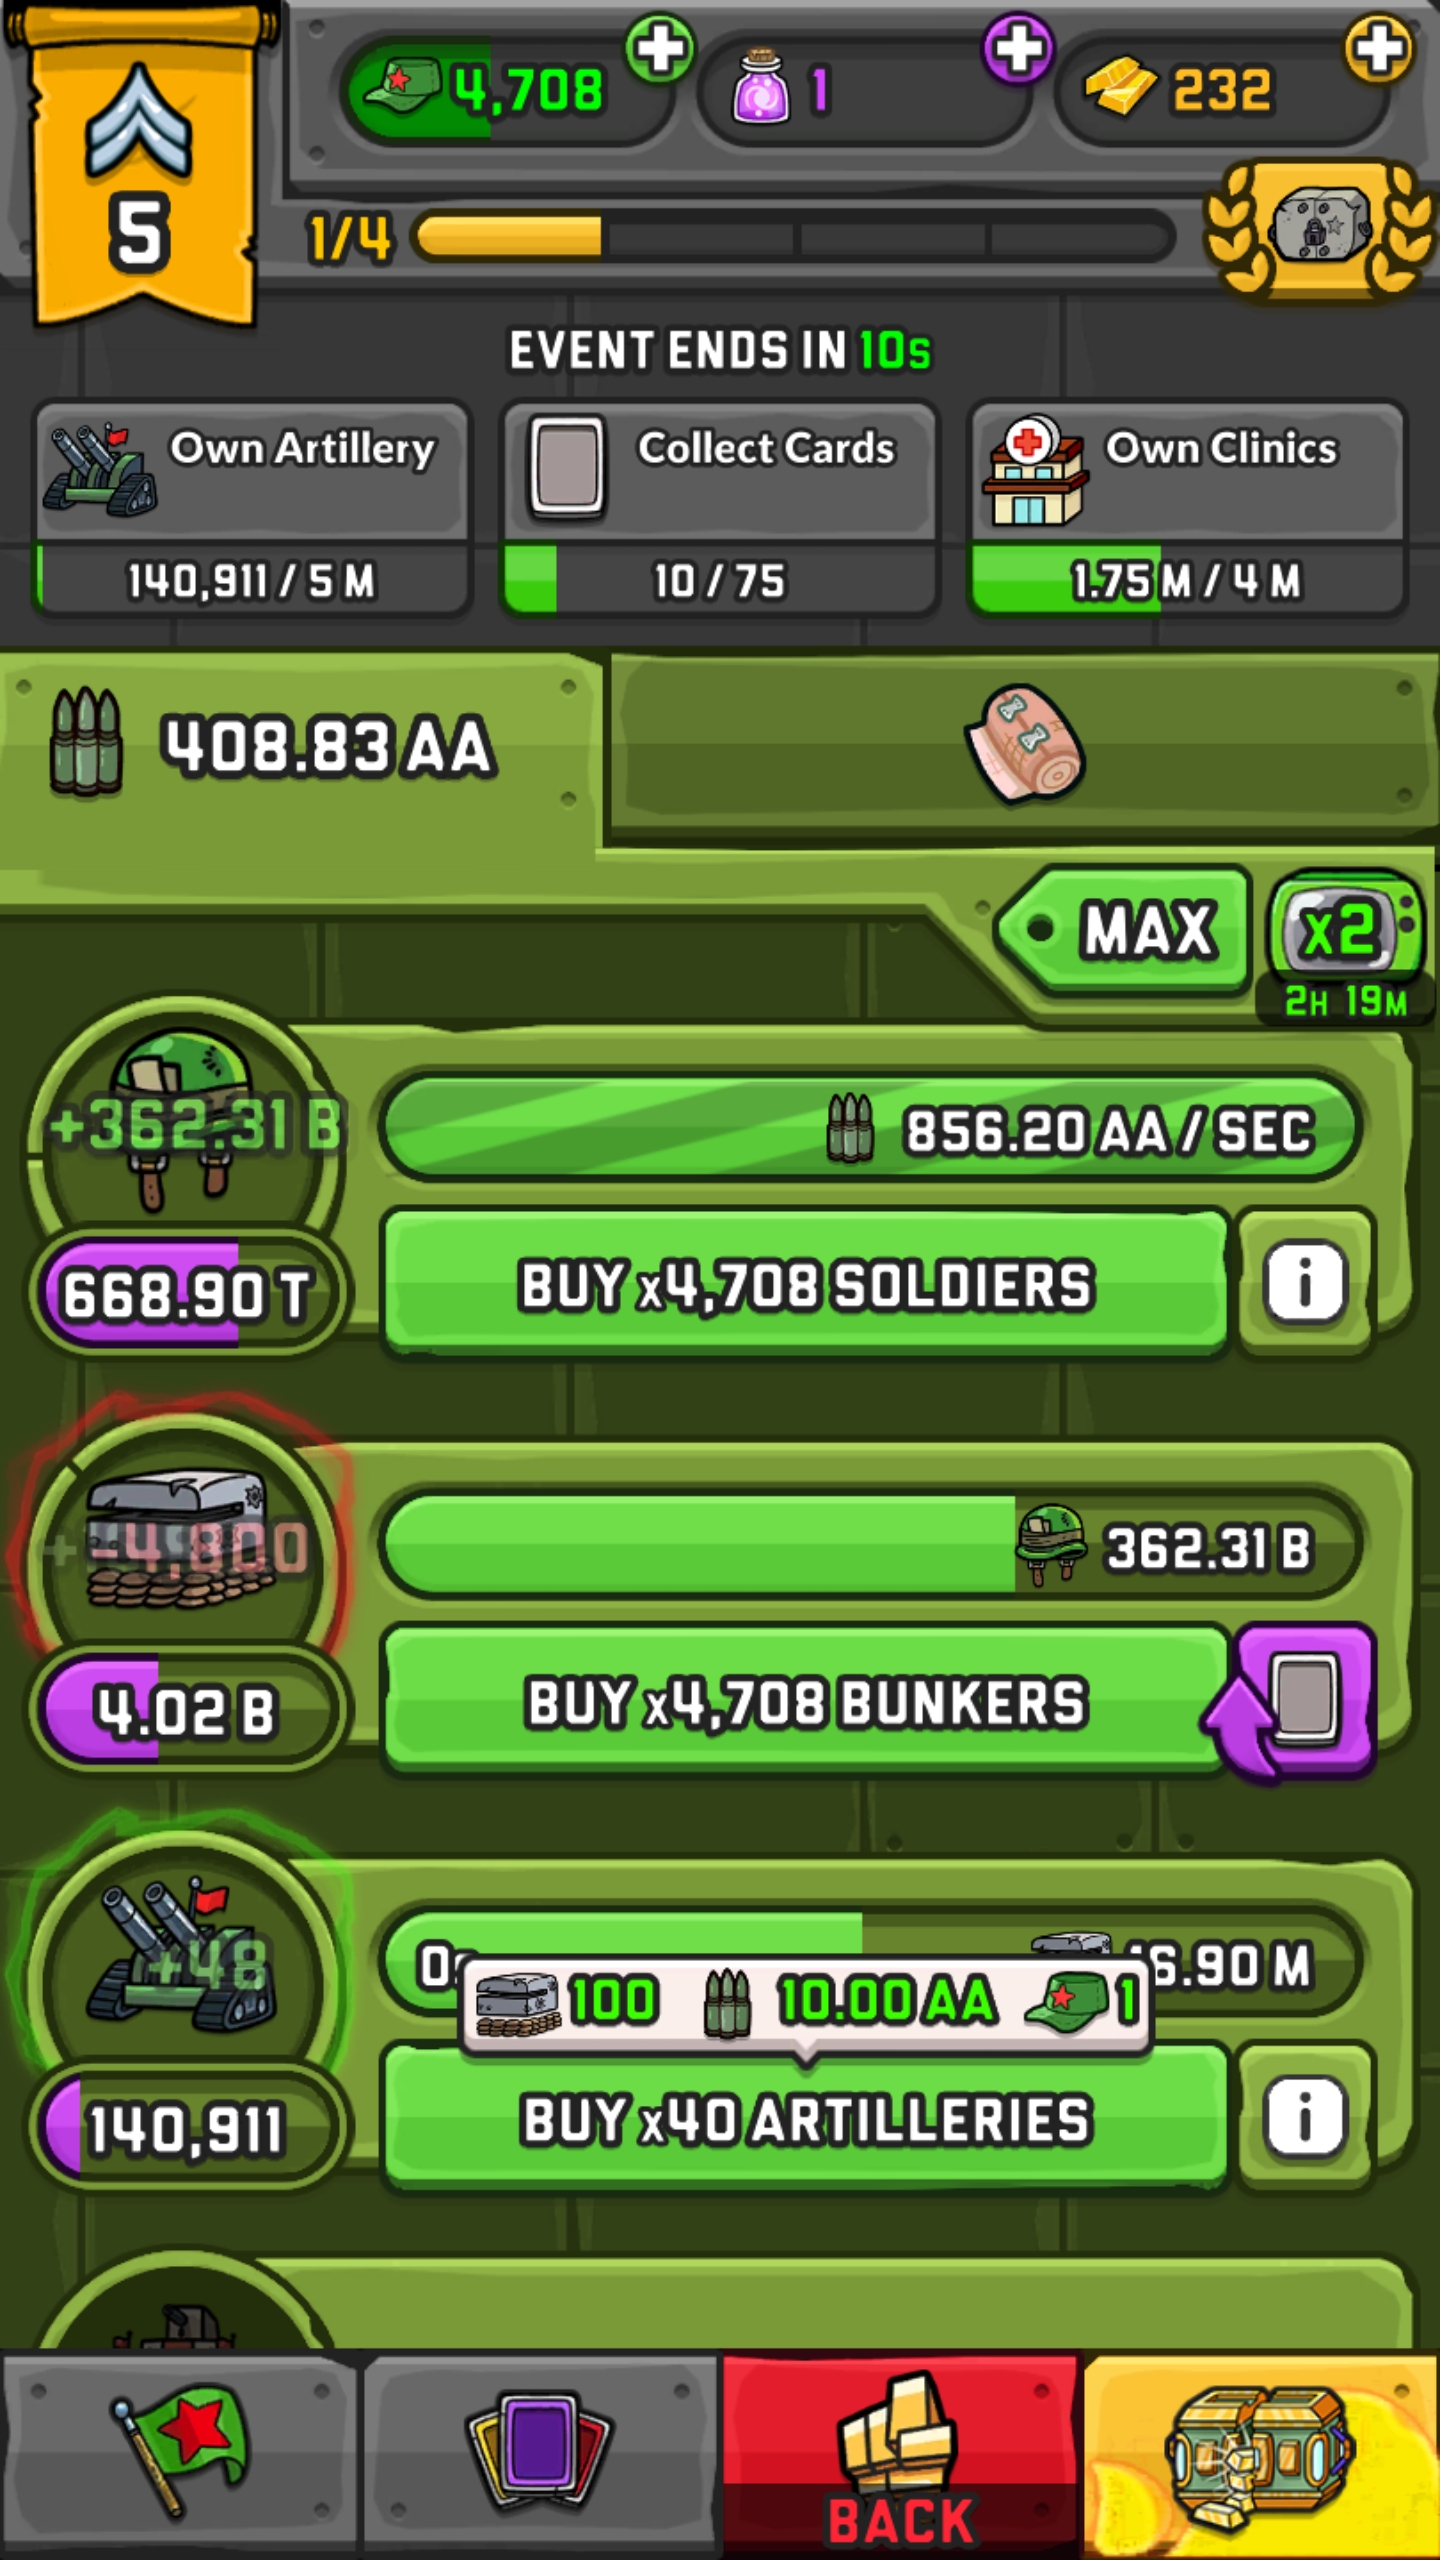 4,708
1
232
5
1/4
EVENT ENDS IN 10s
Own Artillery
140,911 / 5 M
Collect Cards
10 / 75
Own Clinics
1.75 M / 4 M
408.83 AA
MAX
x2
2H 19M
+362.31 B
856.20 AA / SEC
668.90 T
BUY x4,708 SOLDIERS
-4,800
362.31 B
4.02 B
BUY x4,708 BUNKERS
+48
6.90 M
100
10.00 AA
1
140,911
BUY x40 ARTILLERIES
BACK